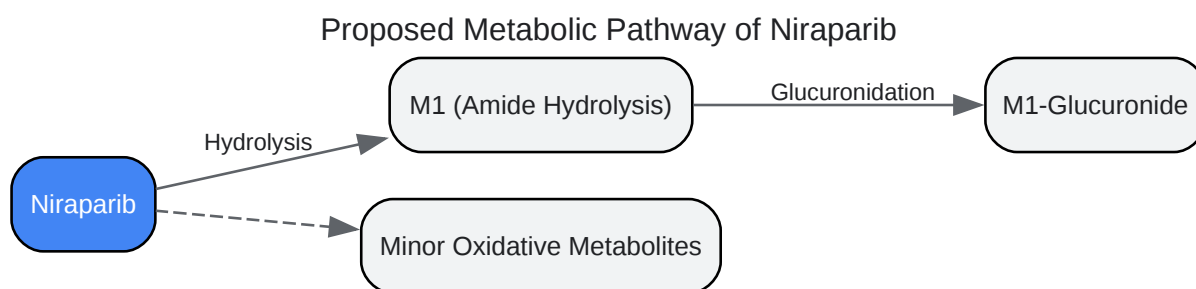 Proposed Metabolic Pathway of Niraparib
M1 (Amide Hydrolysis)
Glucuronidation
M1-Glucuronide
Hydrolysis
Niraparib
Minor Oxidative Metabolites